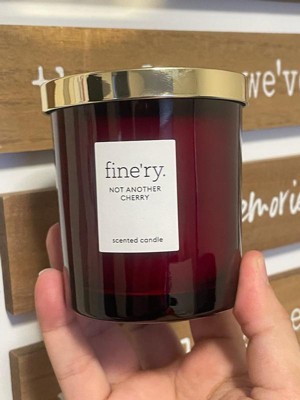 we've
fine'ry.
NOT ANOTHER
CHERRY
scented candle